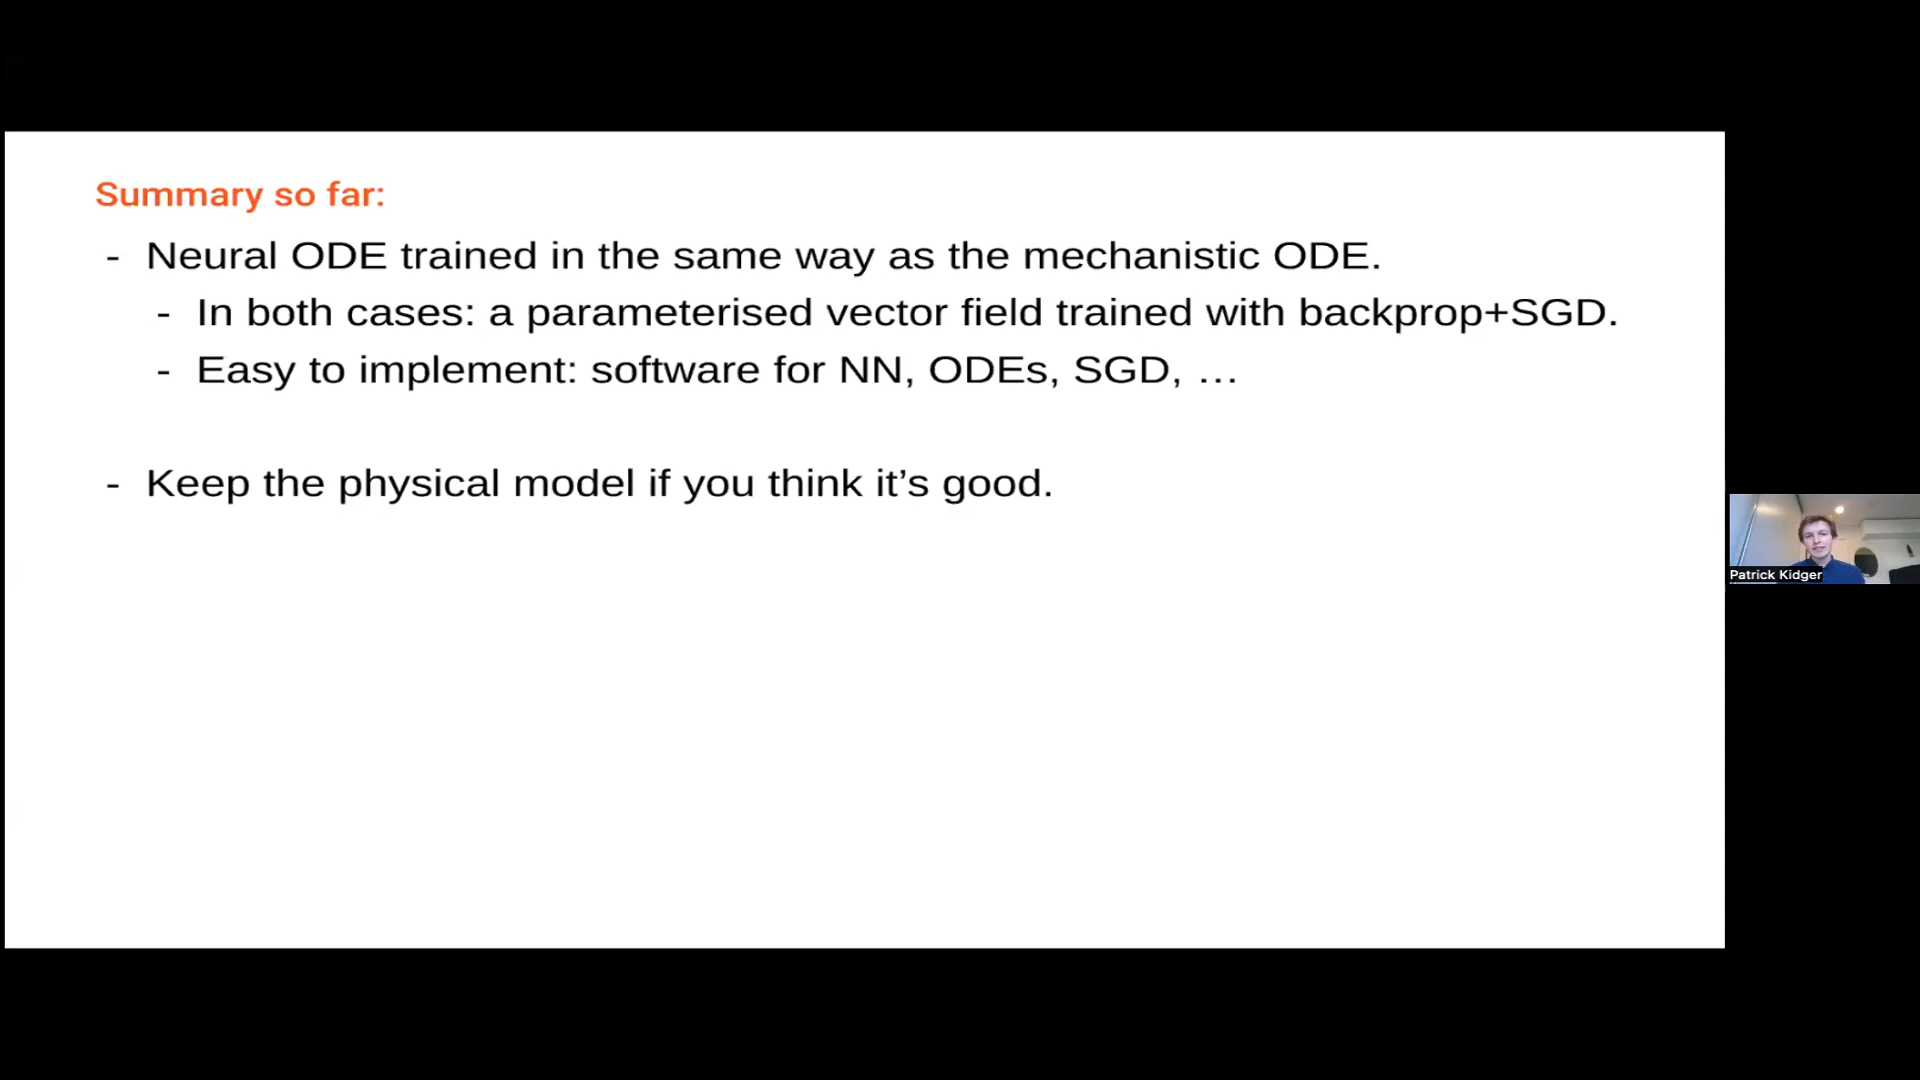 Summary so far:
- Neural ODE trained in the same way as the mechanistic ODE.
- In both cases: a parameterised vector field trained with backprop+SGD.
- Easy to implement: software for NN, ODEs, SGD, …
- Keep the physical model if you think it’s good.
Patrick Kidger